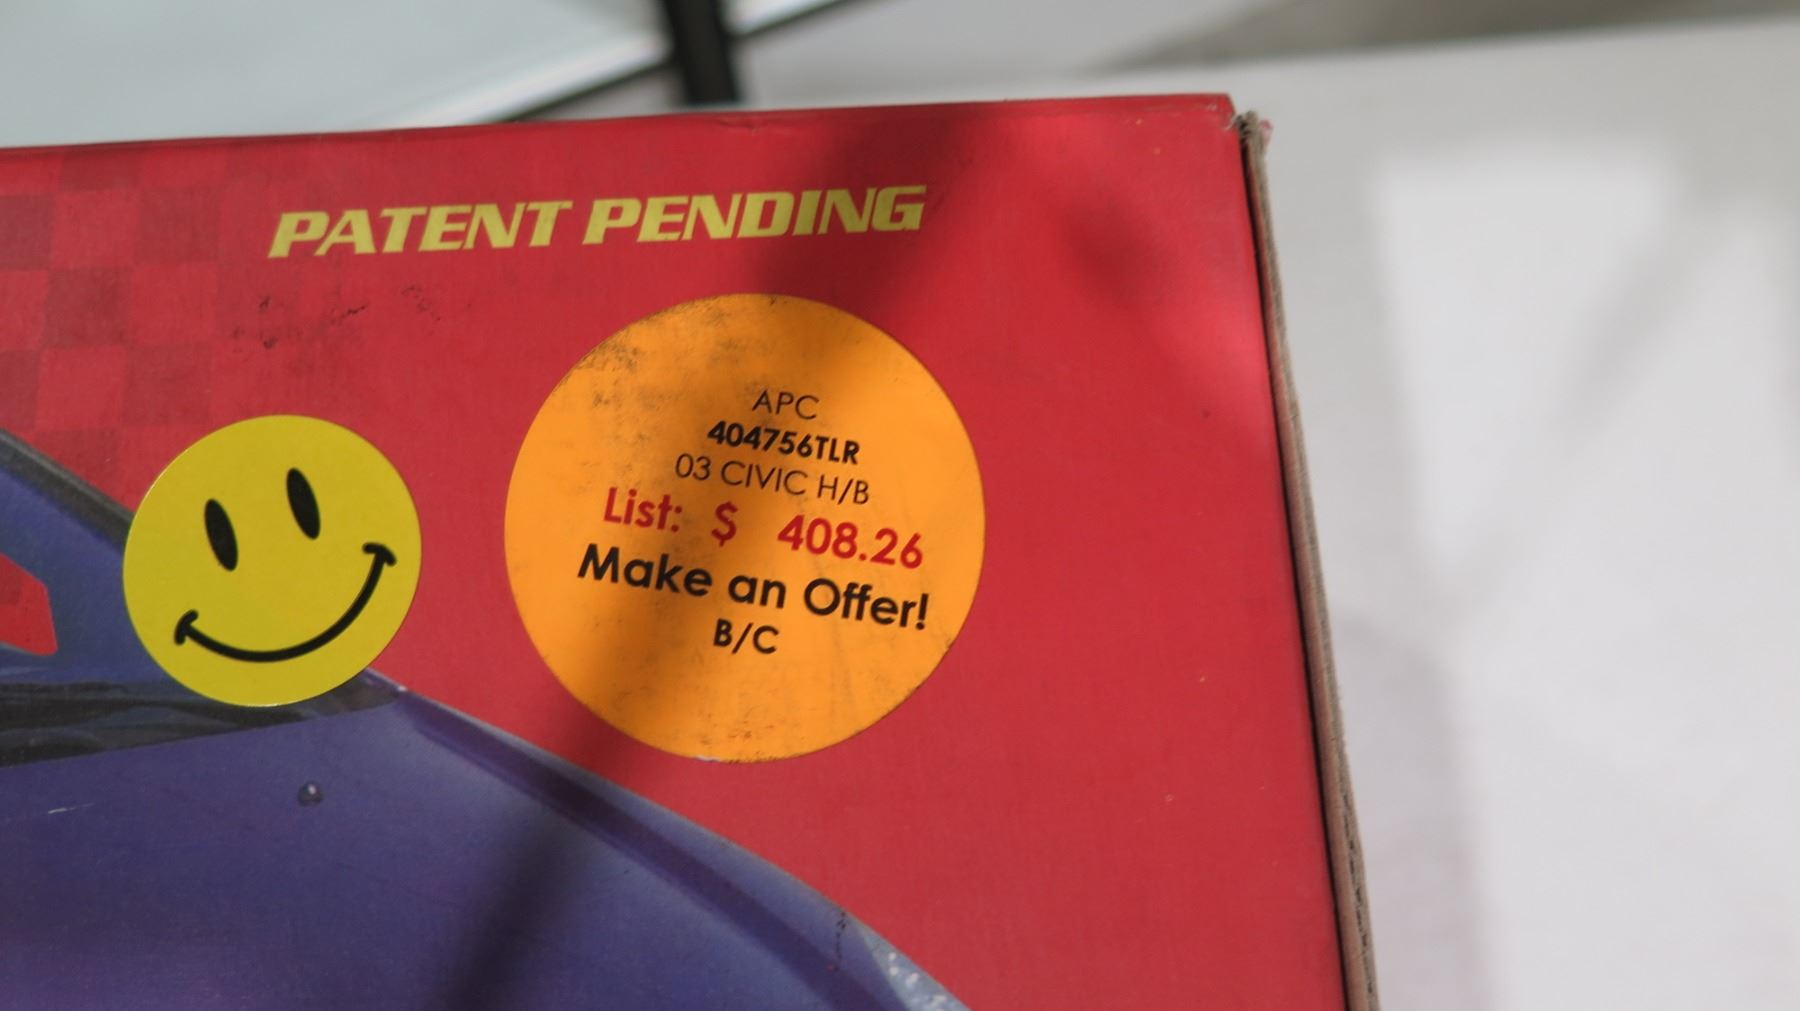 PATENT PENDING
APC
404756TLR
03 CIVIC H/B
List: $ 408.26
Make an Offer!
B/C